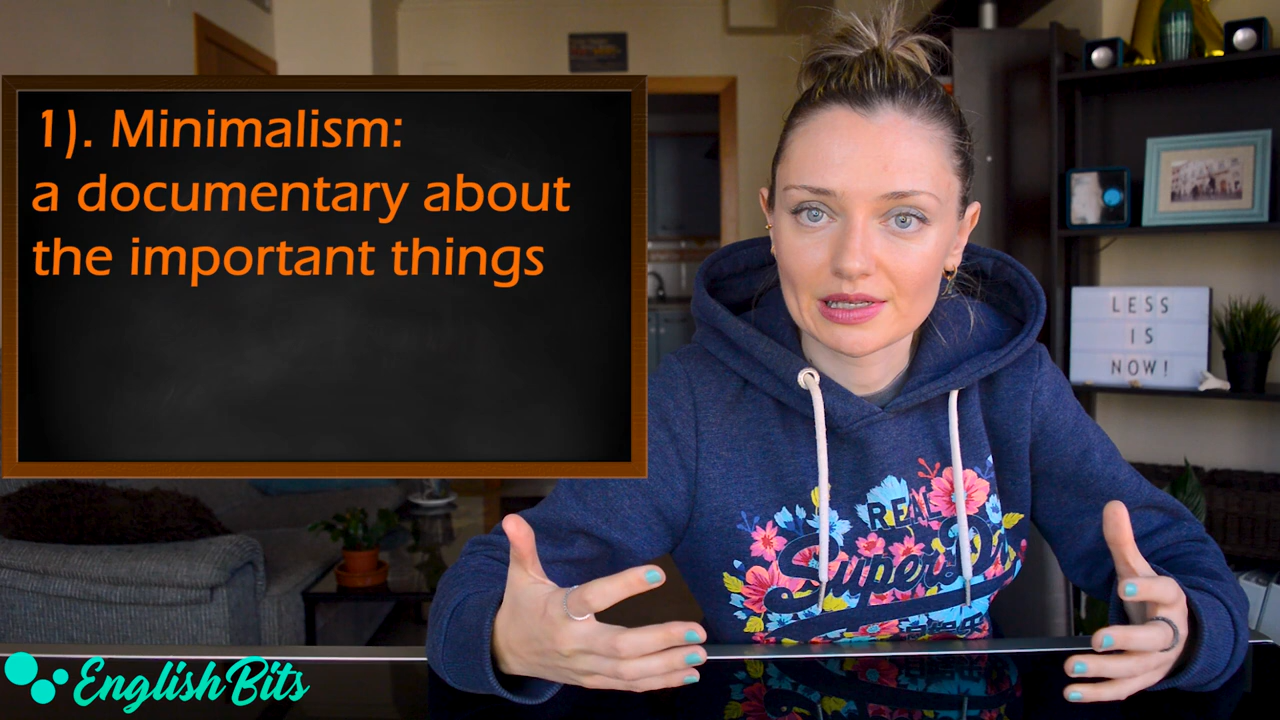 1). Minimalism:
a documentary about
the important things
LESS
IS
NOW!
REAL
Superdry
EnglishBits